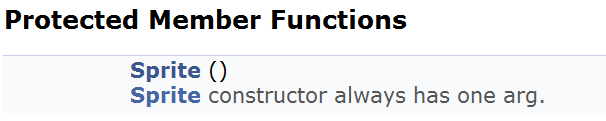 Protected Member Functions
Sprite ()
Sprite constructor always has one arg.